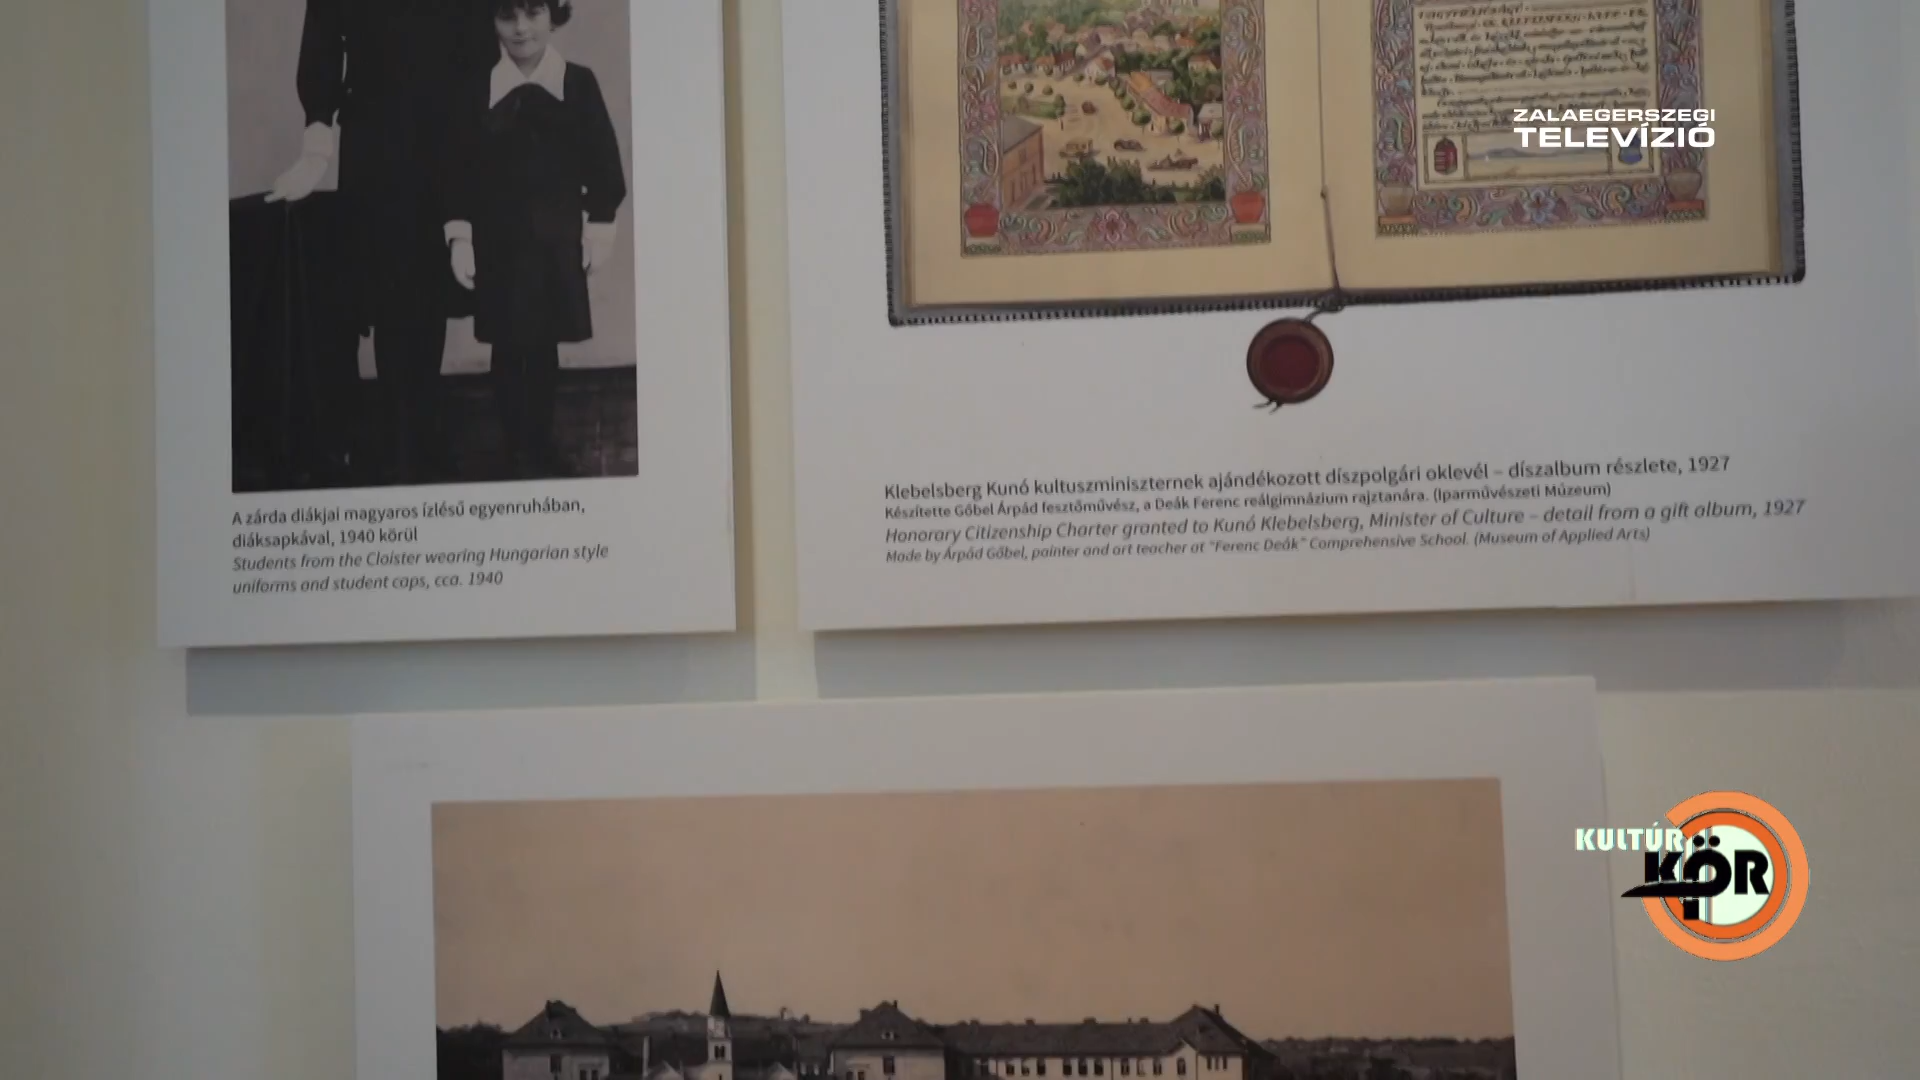 ZALAEGERSZEGI
TELEVÍZIÓ
A zárda diákjai magyaros ízlésű egyenruhában,
diáksapkával, 1940 körül
Students from the Cloister wearing Hungarian style
uniforms and student caps, cca. 1940
Klebelsberg Kunó kultuszminiszternek ajándékozott díszpolgári oklevél – díszalbum részlete, 1927
Készítette Gőbel Árpád festőművész, a Deák Ferenc reálgimnázium rajztanára. (Iparművészeti Múzeum)
Honorary Citizenship Charter granted to Kunó Klebelsberg, Minister of Culture – detail from a gift album, 1927
Made by Árpád Gőbel, painter and art teacher at "Ferenc Deák" Comprehensive School. (Museum of Applied Arts)
KULTÚR
KÖR